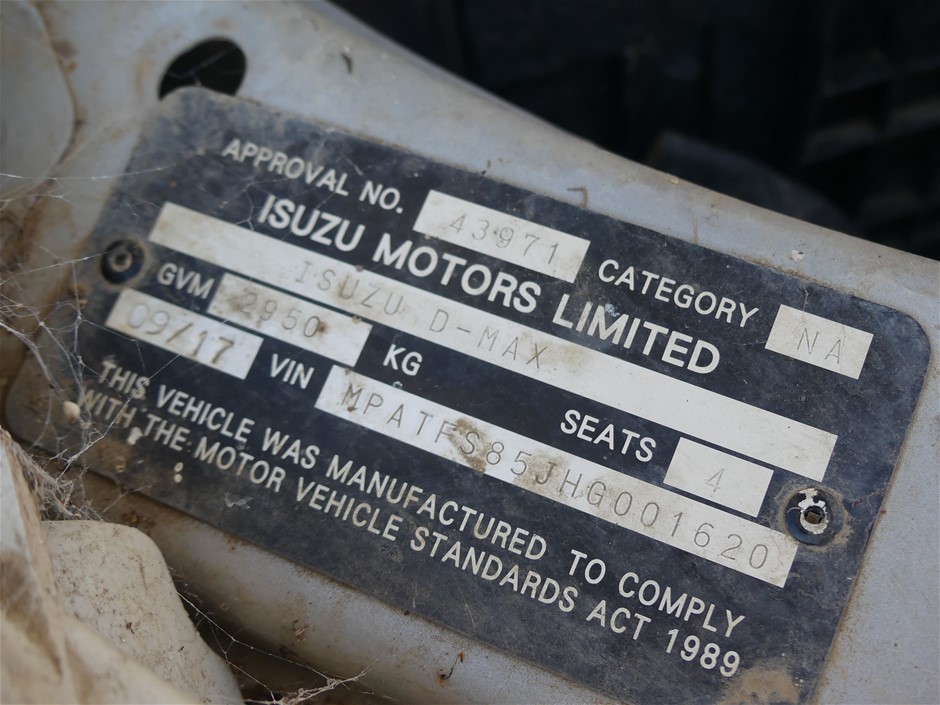 APPROVAL NO. 43971 CATEGORY NA
ISUZU MOTORS LIMITED
ISUZU D-MAX
GVM 2950 KG SEATS 4
09/17 VIN MPATFS85JHG001620
THIS VEHICLE WAS MANUFACTURED TO COMPLY
WITH THE MOTOR VEHICLE STANDARDS ACT 1989